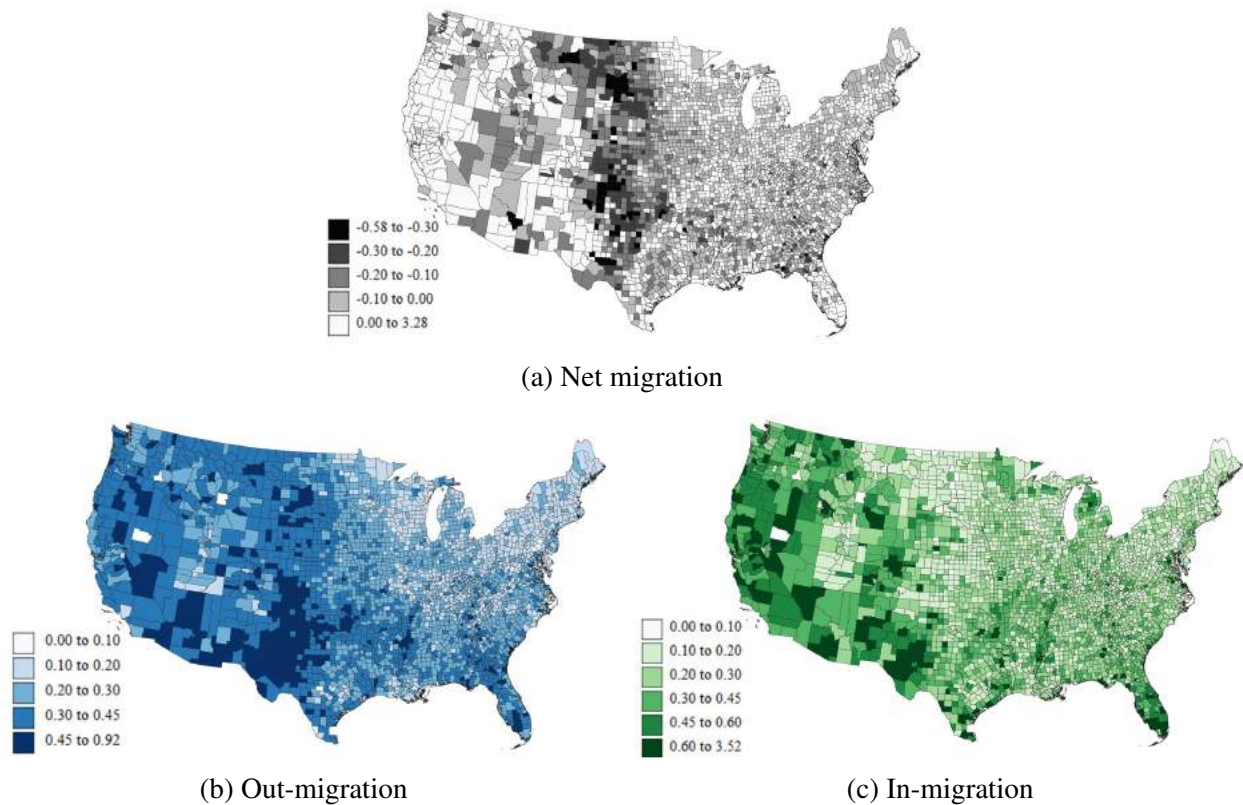 -0.58 to -0.30
-0.30 to -0.20
-0.20 to -0.10
-0.10 to 0.00
0.00 to 3.28
(a) Net migration
0.00 to 0.10
0.10 to 0.20
0.20 to 0.30
0.30 to 0.45
0.45 to 0.92
(b) Out-migration
0.00 to 0.10
0.10 to 0.20
0.20 to 0.30
0.30 to 0.45
0.45 to 0.60
0.60 to 3.52
(c) In-migration